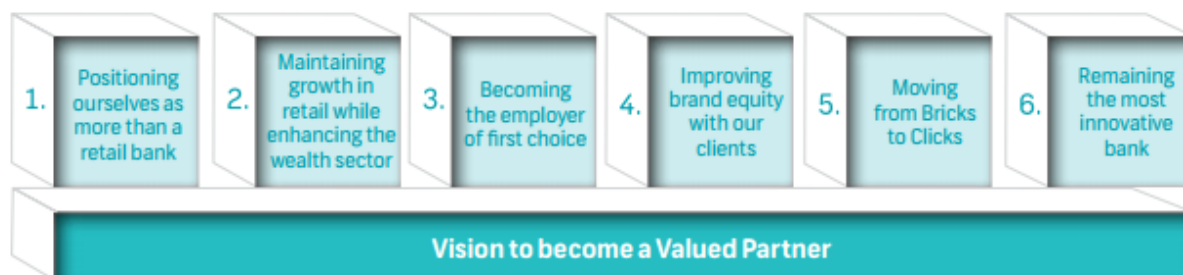 1.
Positioning
ourselves as
more than a
retail bank
2.
Maintaining
growth in
retail while
enhancing the
wealth sector
3.
Becoming
the employer
of first choice
4.
Improving
brand equity
with our
clients
5.
Moving
from Bricks
to Clicks
6.
Remaining
the most
innovative
bank
Vision to become a Valued Partner